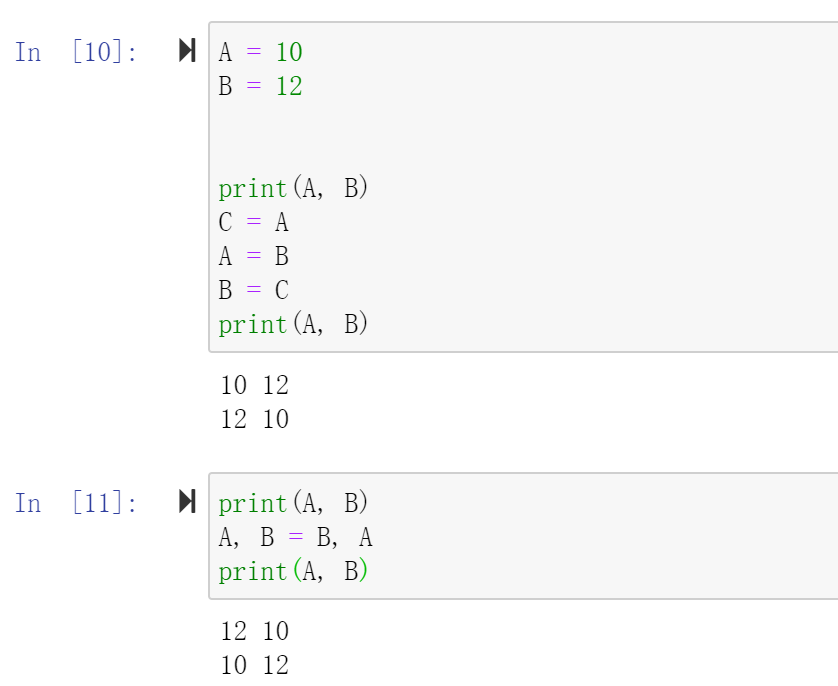 In [10]:
A = 10
B = 12
print(A, B)
C = A
A = B
B = C
print(A, B)
10 12
12 10
In [11]:
print(A, B)
A, B = B, A
print(A, B)
12 10
10 12